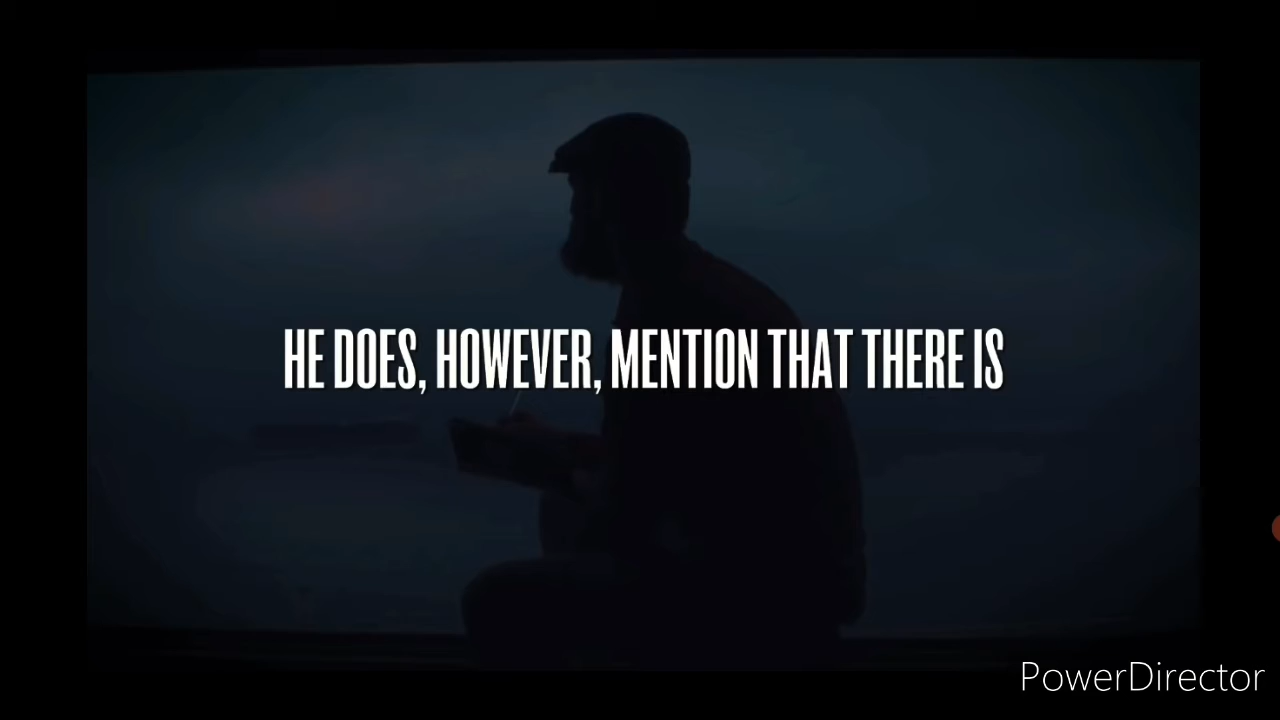 HE DOES, HOWEVER, MENTION THAT THERE IS
PowerDirector